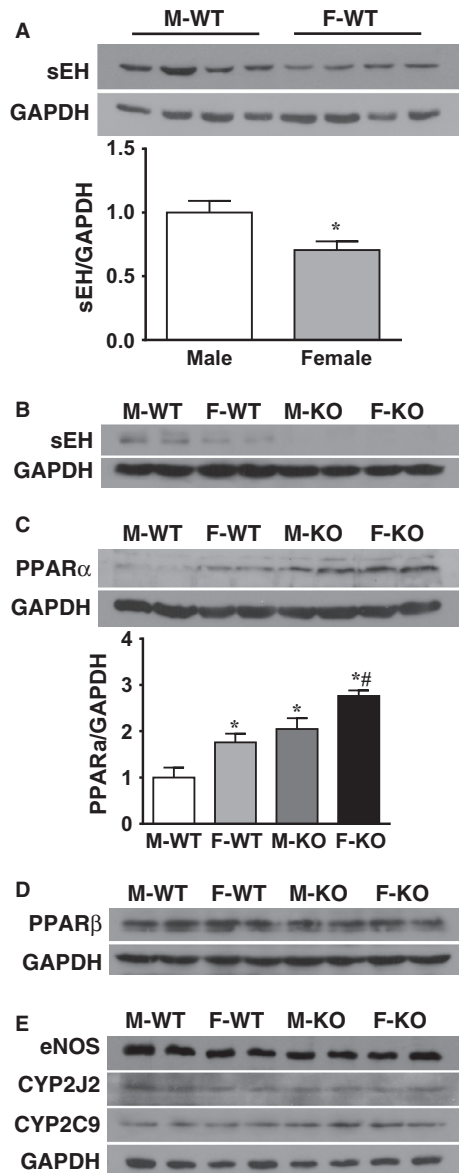 A
M-WT F-WT
sEH
GAPDH
1.5
1.0
0.5
0.0
sEH/GAPDH
*
Male Female
B
M-WT F-WT M-KO F-KO
sEH
GAPDH
C
M-WT F-WT M-KO F-KO
PPARα
GAPDH
4
3
2
1
0
PPARa/GAPDH
* * *#
M-WT F-WT M-KO F-KO
D
M-WT F-WT M-KO F-KO
PPARβ
GAPDH
E
M-WT F-WT M-KO F-KO
eNOS
CYP2J2
CYP2C9
GAPDH